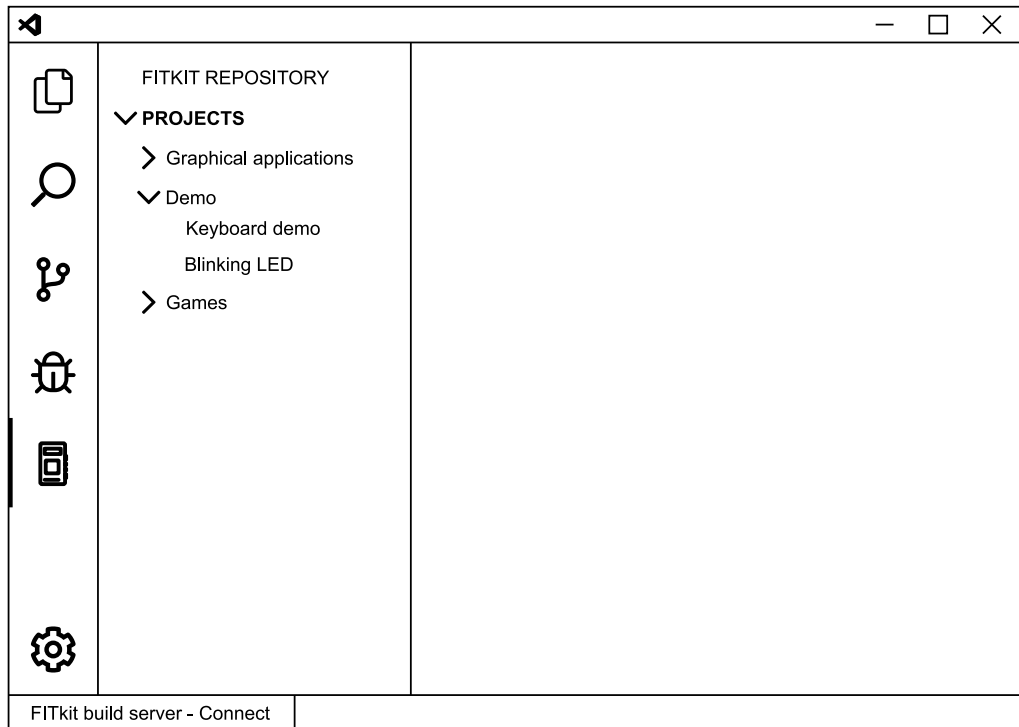 FITKIT REPOSITORY
PROJECTS
Graphical applications
Demo
Keyboard demo
Blinking LED
Games
FITkit build server - Connect